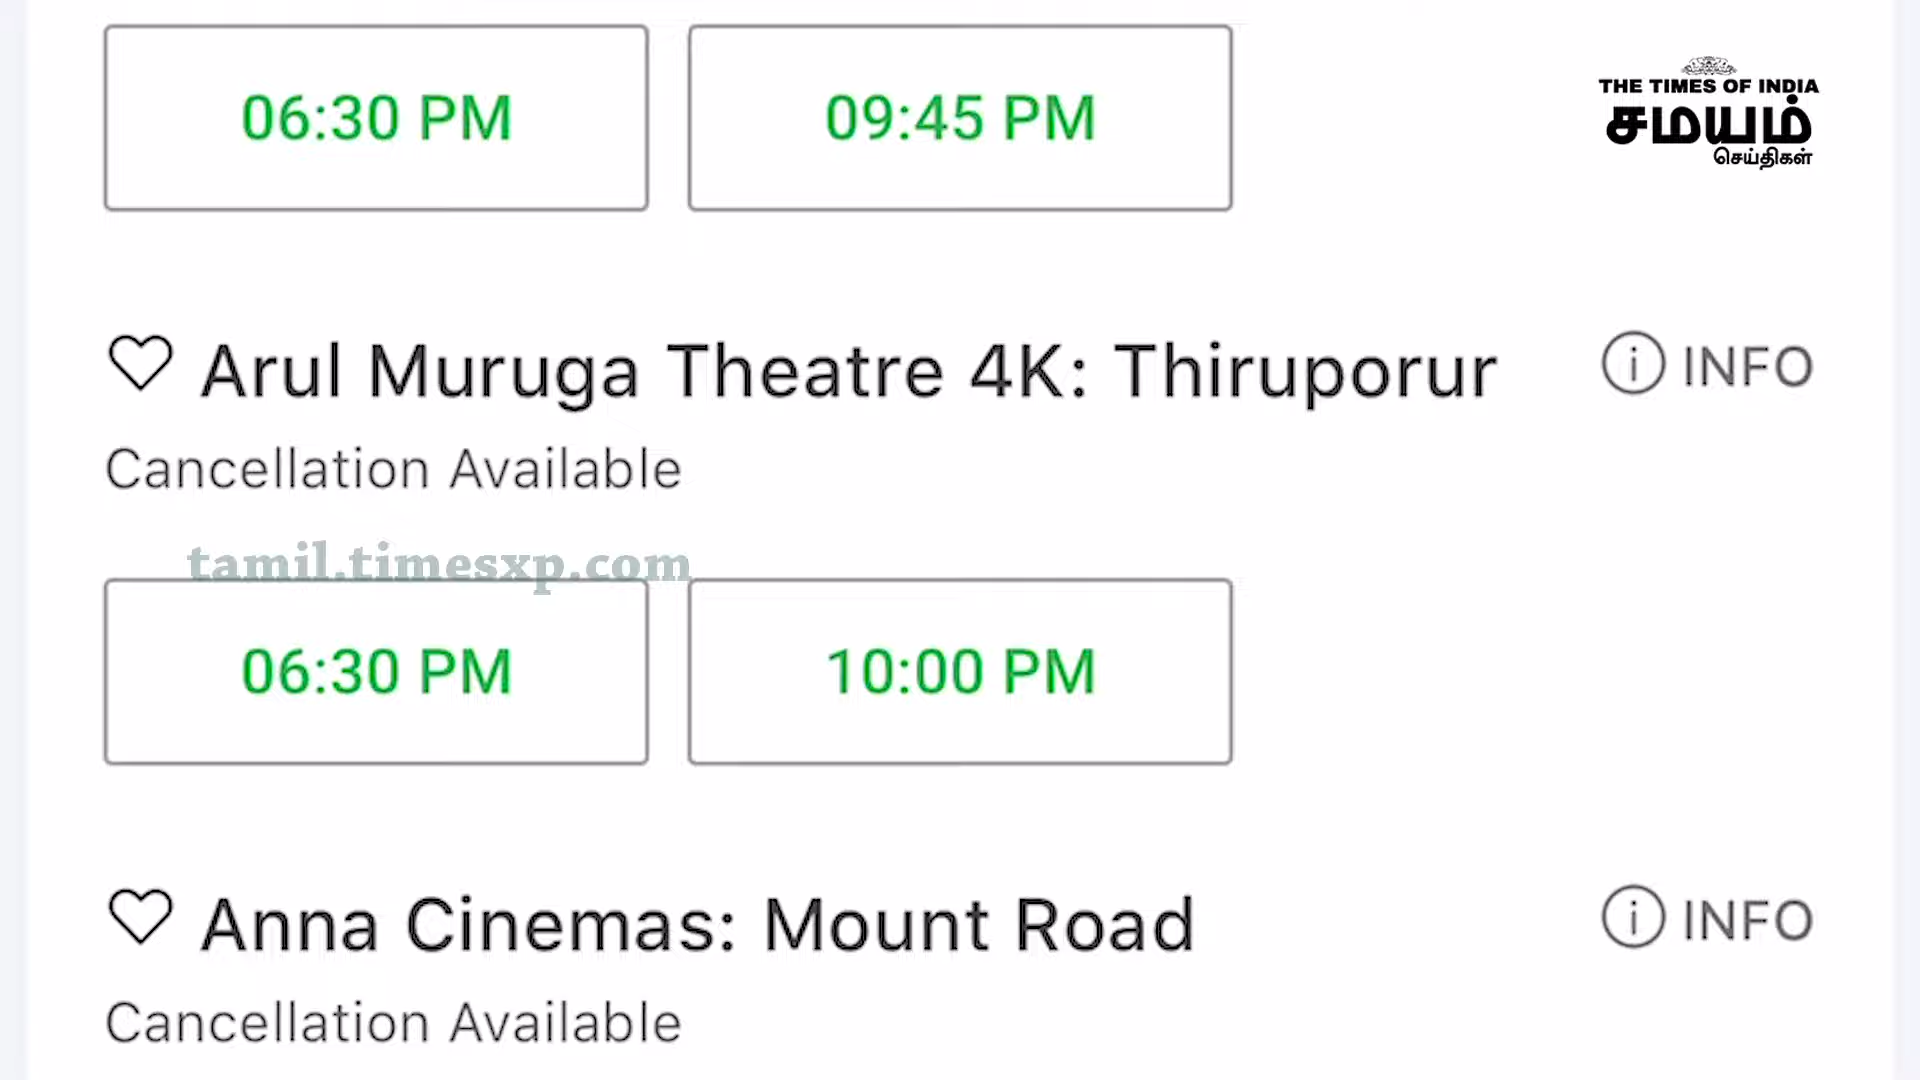 06:30 PM 09:45 PM
THE TIMES OF INDIA
சமயம்
செய்திகள்
Arul Muruga Theatre 4K: Thiruporur
INFO
Cancellation Available
tamil.timesxp.com
06:30 PM 10:00 PM
Anna Cinemas: Mount Road
INFO
Cancellation Available